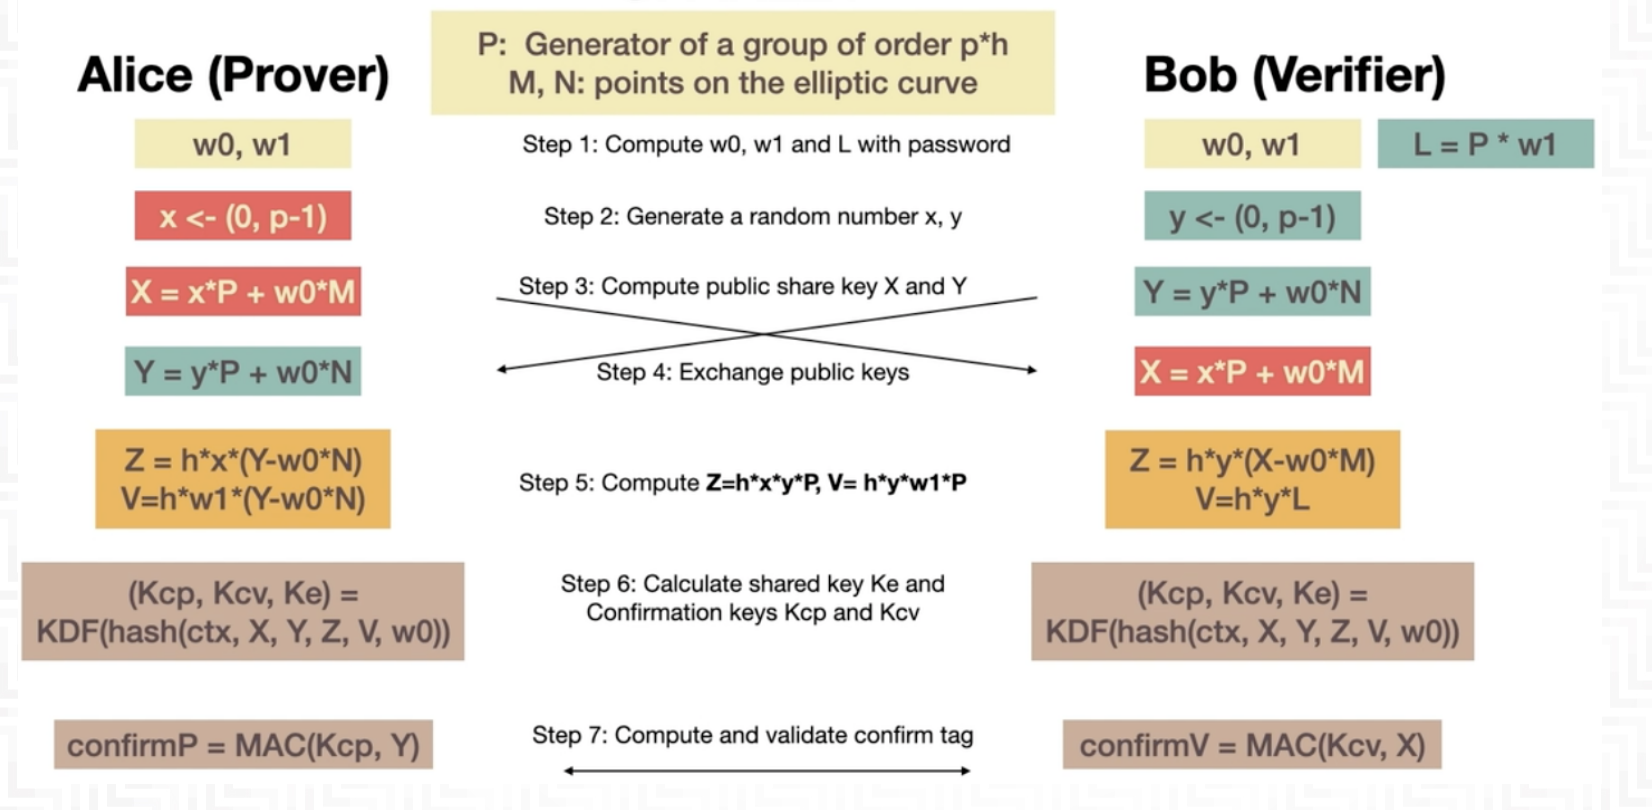 P: Generator of a group of order p*h
M, N: points on the elliptic curve
Alice (Prover)
Bob (Verifier)
w0, w1
Step 1: Compute w0, w1 and L with password
w0, w1
L = P * w1
x <- (0, p-1)
Step 2: Generate a random number x, y
y <- (0, p-1)
X = x*P + w0*M
Step 3: Compute public share key X and Y
Y = y*P + w0*N
Y = y*P + w0*N
Step 4: Exchange public keys
X = x*P + w0*M
Z = h*x*(Y-w0*N)
V=h*w1*(Y-w0*N)
Step 5: Compute Z=h*x*y*P, V= h*y*w1*P
Z = h*y*(X-w0*M)
V=h*y*L
(Kcp, Kcv, Ke) =
KDF(hash(ctx, X, Y, Z, V, w0))
Step 6: Calculate shared key Ke and
Confirmation keys Kcp and Kcv
(Kcp, Kcv, Ke) =
KDF(hash(ctx, X, Y, Z, V, w0))
confirmP = MAC(Kcp, Y)
Step 7: Compute and validate confirm tag
confirmV = MAC(Kcv, X)